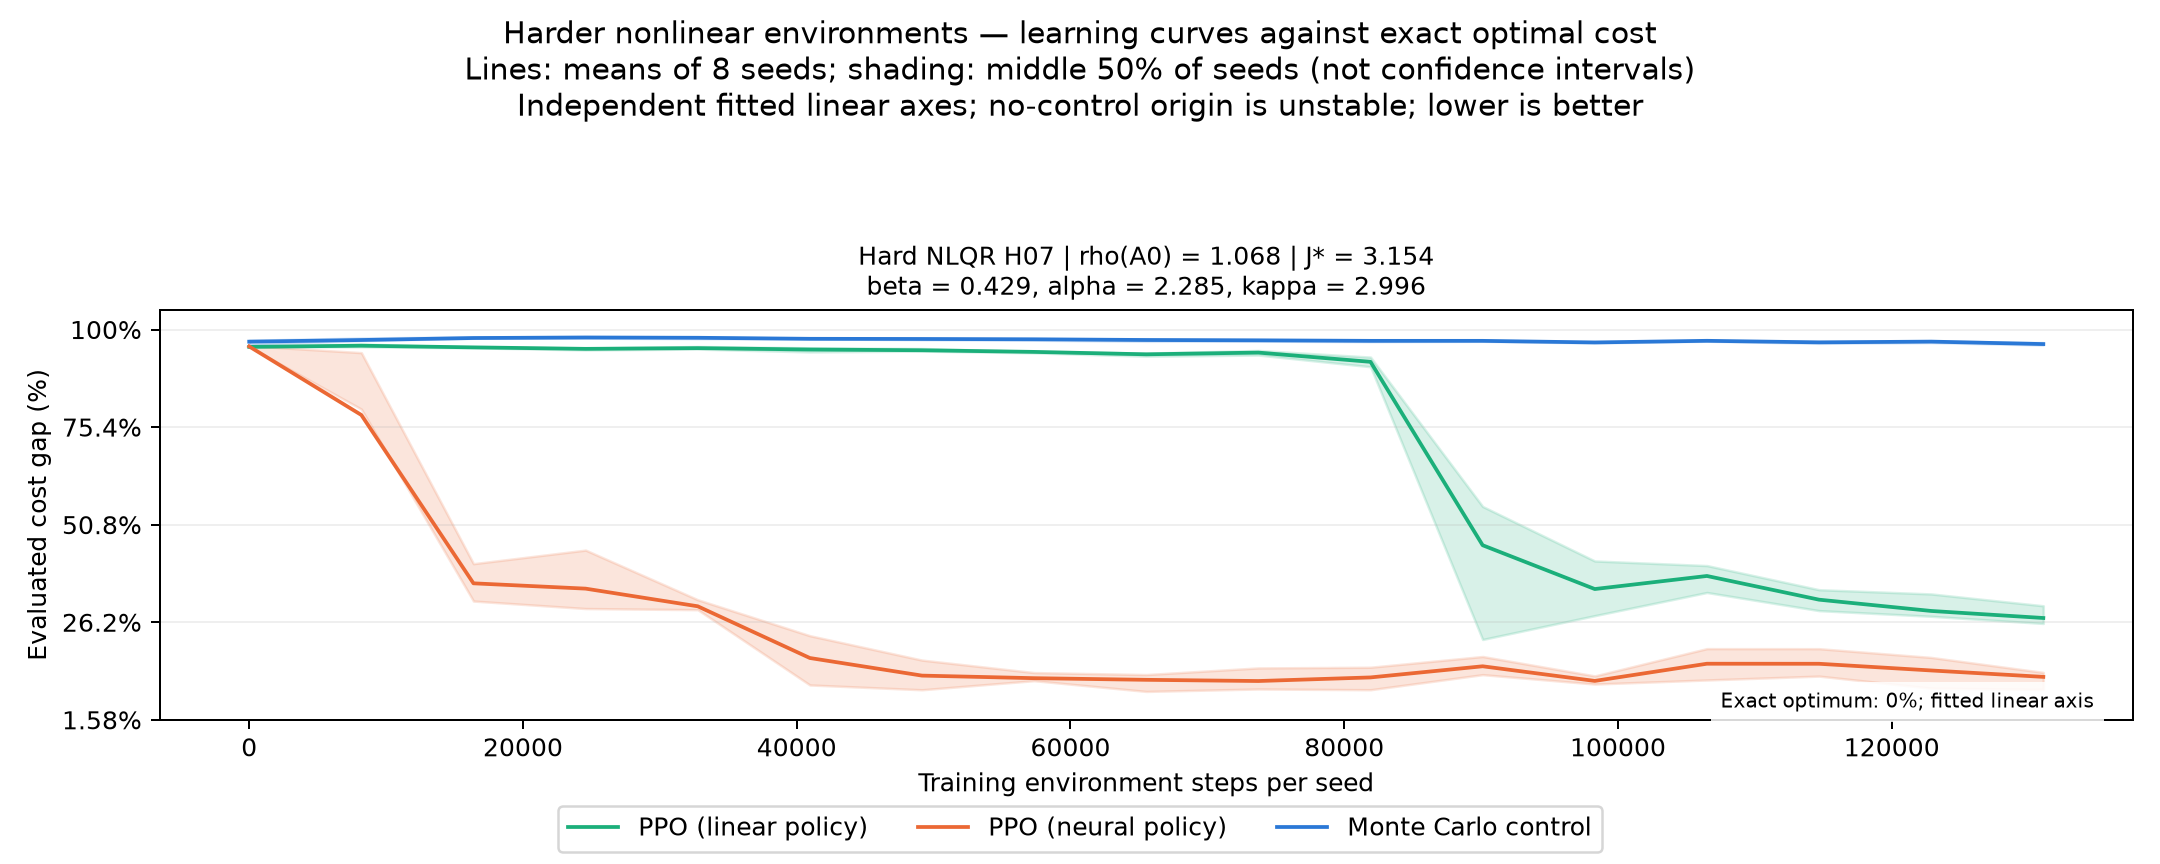 Harder nonlinear environments — learning curves against exact optimal cost
Lines: means of 8 seeds; shading: middle 50% of seeds (not confidence intervals)
Independent fitted linear axes; no-control origin is unstable; lower is better
Hard NLQR H07 | rho(A0) = 1.068 | J* = 3.154
beta = 0.429, alpha = 2.285, kappa = 2.996
Evaluated cost gap (%)
100%
75.4%
50.8%
26.2%
1.58%
Exact optimum: 0%; fitted linear axis
0 20000 40000 60000 80000 100000 120000
Training environment steps per seed
PPO (linear policy) PPO (neural policy) Monte Carlo control